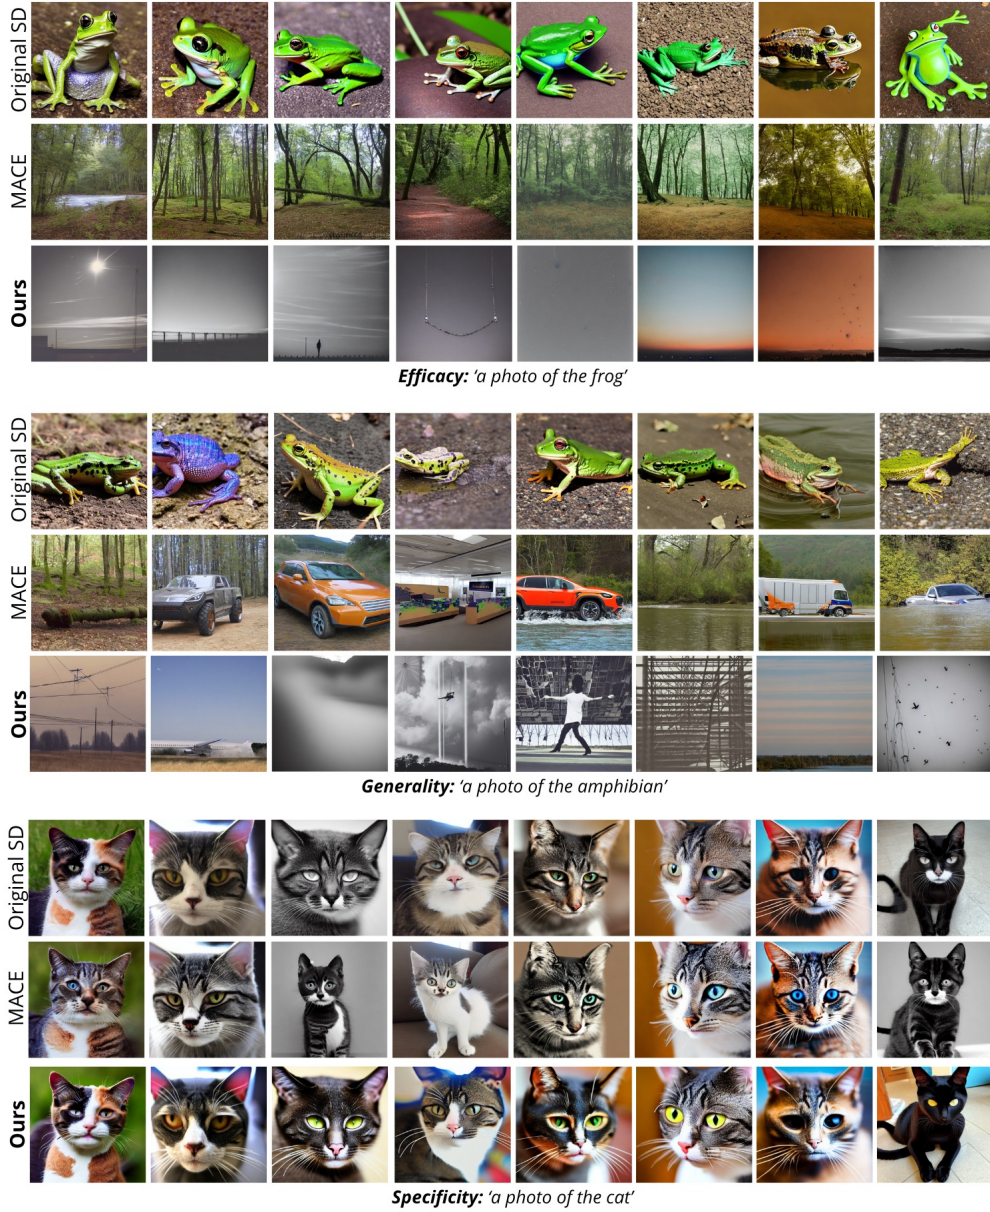 Original SD
MACE
Ours
Efficacy: ‘a photo of the frog’
Original SD
MACE
Ours
Generality: ‘a photo of the amphibian’
Original SD
MACE
Ours
Specificity: ‘a photo of the cat’